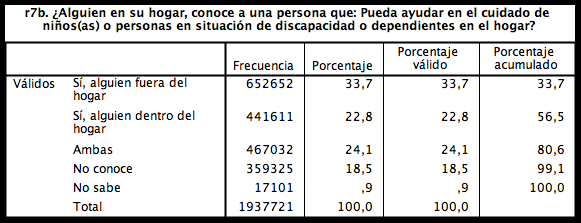 r7b. ¿Alguien en su hogar, conoce a una persona que: Pueda ayudar en el cuidado de
niños(as) o personas en situación de discapacidad o dependientes en el hogar?
Frecuencia Porcentaje Porcentaje válido Porcentaje acumulado
Válidos Sí, alguien fuera del hogar 652652 33,7 33,7 33,7
Sí, alguien dentro del hogar 441611 22,8 22,8 56,5
Ambas 467032 24,1 24,1 80,6
No conoce 359325 18,5 18,5 99,1
No sabe 17101 ,9 ,9 100,0
Total 1937721 100,0 100,0